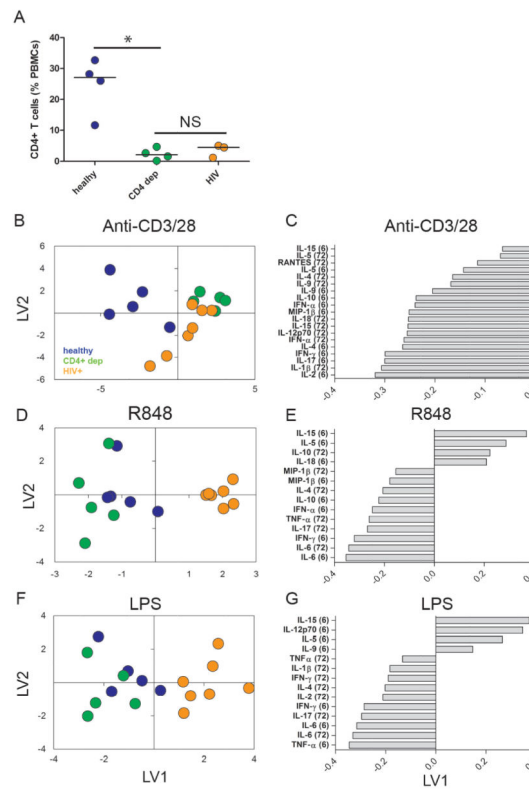 A
*
NS
CD4+ T cells (% PBMCs)
40
30
20
10
0
healthy
CD4 dep
HIV
B
Anti-CD3/28
LV2
6
4
2
0
-2
-4
-6
-5
5
healthy
CD4+ dep
HIV+
C
Anti-CD3/28
IL-15 (6)
IL-5 (72)
RANTES (72)
IL-5 (6)
IL-4 (72)
IL-9 (72)
IL-9 (6)
IL-10 (6)
IFN-α (6)
MIP-1β (6)
IL-18 (72)
IL-15 (72)
IL-12p70 (72)
IFN-α (72)
IL-4 (6)
IFN-γ (6)
IL-17 (6)
IL-1β (72)
IL-2 (6)
-0.4
-0.3
-0.2
-0.1
D
R848
LV2
4
2
0
-2
-4
-3
-2
-1
0
1
2
3
E
R848
IL-15 (6)
IL-5 (6)
IL-10 (72)
IL-18 (6)
MIP-1β (72)
MIP-1β (6)
IL-4 (72)
IL-10 (6)
IFN-α (6)
TNF-α (72)
IL-17 (72)
IFN-γ (6)
IL-6 (72)
IL-6 (6)
-0.4
-0.2
0.0
0.2
F
LPS
LV2
4
2
0
-2
-4
-4
-2
0
2
4
LV1
G
LPS
IL-15 (6)
IL-12p70 (6)
IL-5 (6)
IL-9 (6)
TNFα (72)
IL-1β (72)
IFN-γ (72)
IL-4 (72)
IL-2 (72)
IFN-γ (6)
IL-17 (72)
IL-6 (6)
IL-6 (72)
TNF-α (6)
-0.4
-0.2
0.0
0.2
LV1